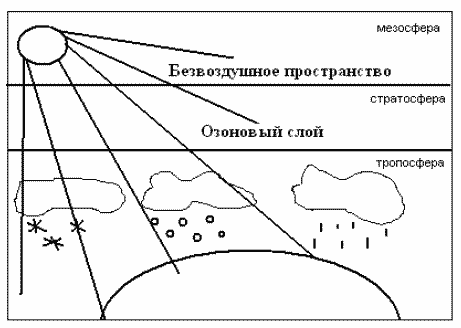 мезосфера
Безвоздушное пространство
стратосфера
Озоновый слой
тропосфера